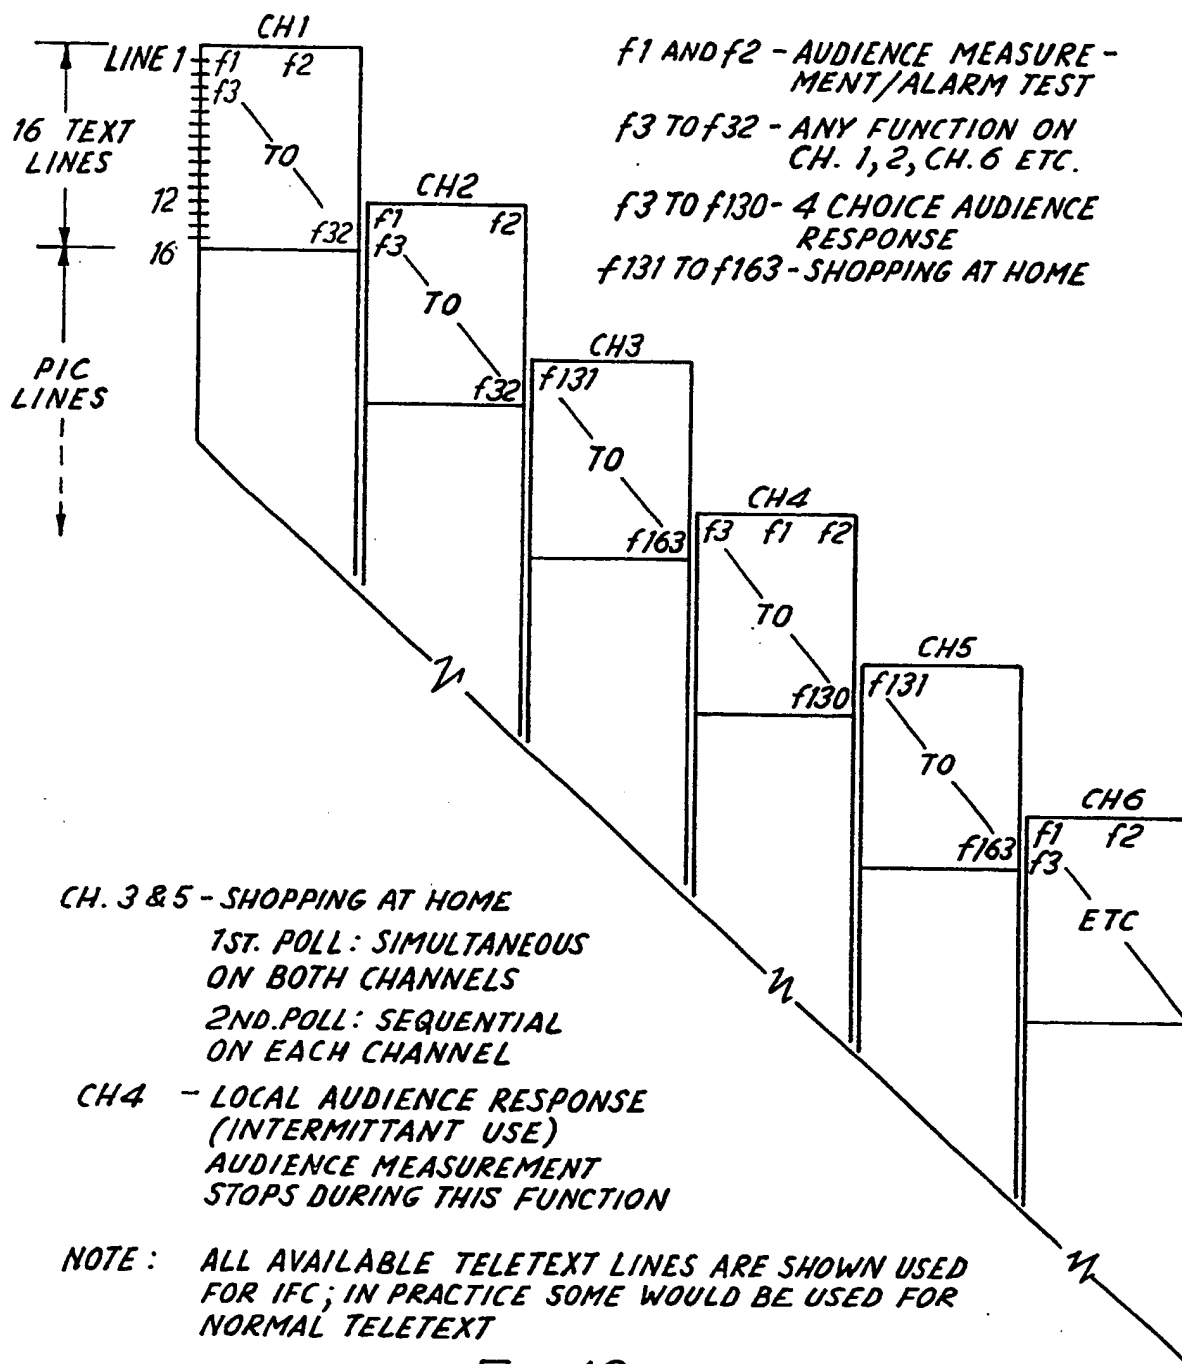 CH1
LINE 1
f1 f2
f3
TO
f32
16 TEXT
LINES
12
16
PIC
LINES
f1 AND f2 - AUDIENCE MEASURE-
MENT/ALARM TEST
f3 TO f32 - ANY FUNCTION ON
CH. 1, 2, CH. 6 ETC.
f3 TO f130 - 4 CHOICE AUDIENCE
RESPONSE
f131 TO f163 - SHOPPING AT HOME
CH2
f1 f2
f3
TO
f32
CH3
f131
TO
f163
CH4
f3 f1 f2
TO
f130
CH5
f131
TO
f163
CH6
f1 f2
f3
ETC
CH. 3 & 5 - SHOPPING AT HOME
1ST. POLL: SIMULTANEOUS
ON BOTH CHANNELS
2ND. POLL: SEQUENTIAL
ON EACH CHANNEL
CH4 - LOCAL AUDIENCE RESPONSE
(INTERMITTANT USE)
AUDIENCE MEASUREMENT
STOPS DURING THIS FUNCTION
NOTE: ALL AVAILABLE TELETEXT LINES ARE SHOWN USED
FOR IFC; IN PRACTICE SOME WOULD BE USED FOR
NORMAL TELETEXT